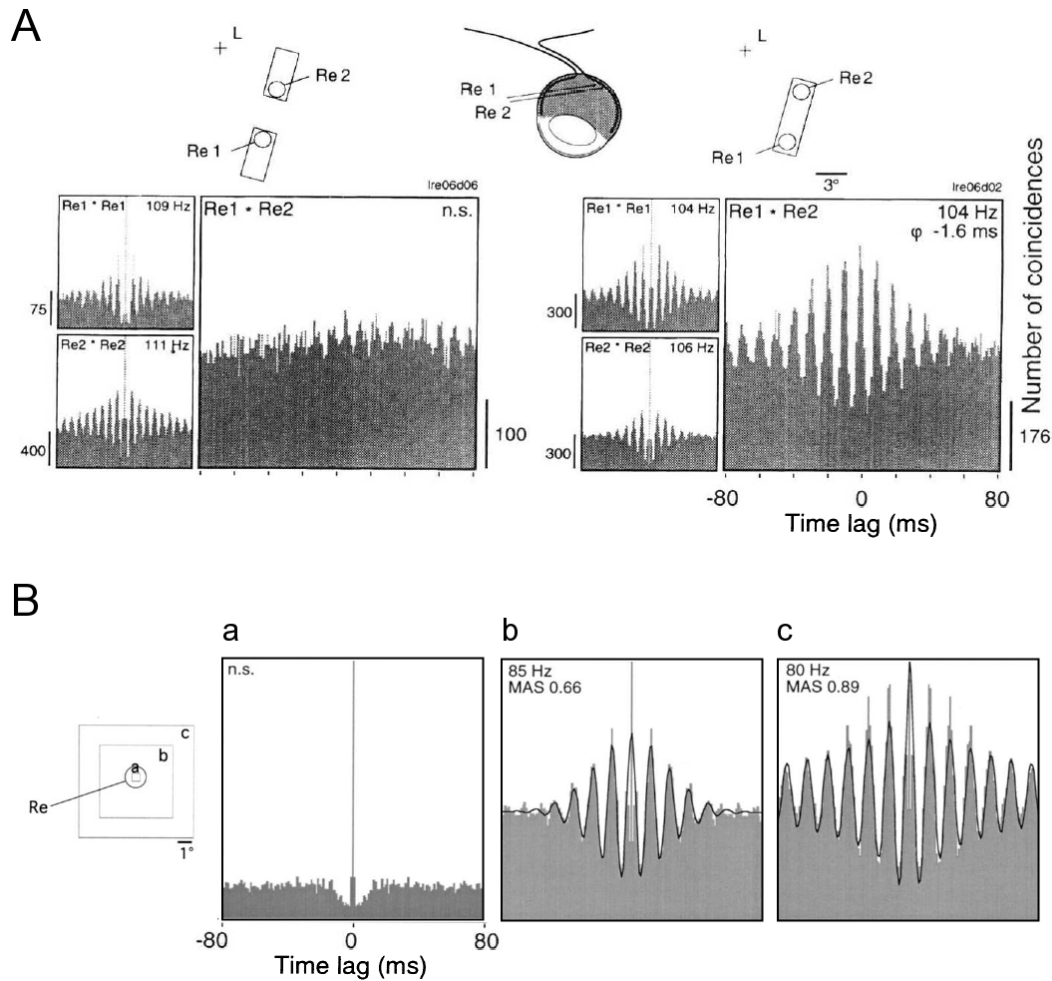 A
L
Re 2
Re 1
Re 1
Re 2
L
Re2
Re1
3°
lre06d06
lre06d02
Re1 * Re1 109 Hz
75
Re2 * Re2 111 Hz
400
Re1 * Re2 n.s.
100
Re1 * Re1 104 Hz
300
Re2 * Re2 106 Hz
300
Re1 * Re2 104 Hz
φ -1.6 ms
Number of coincidences
176
-80 0 80
Time lag (ms)
B
a
b
c
c
b
a
Re
1°
n.s.
85 Hz
MAS 0.66
80 Hz
MAS 0.89
-80 0 80
Time lag (ms)